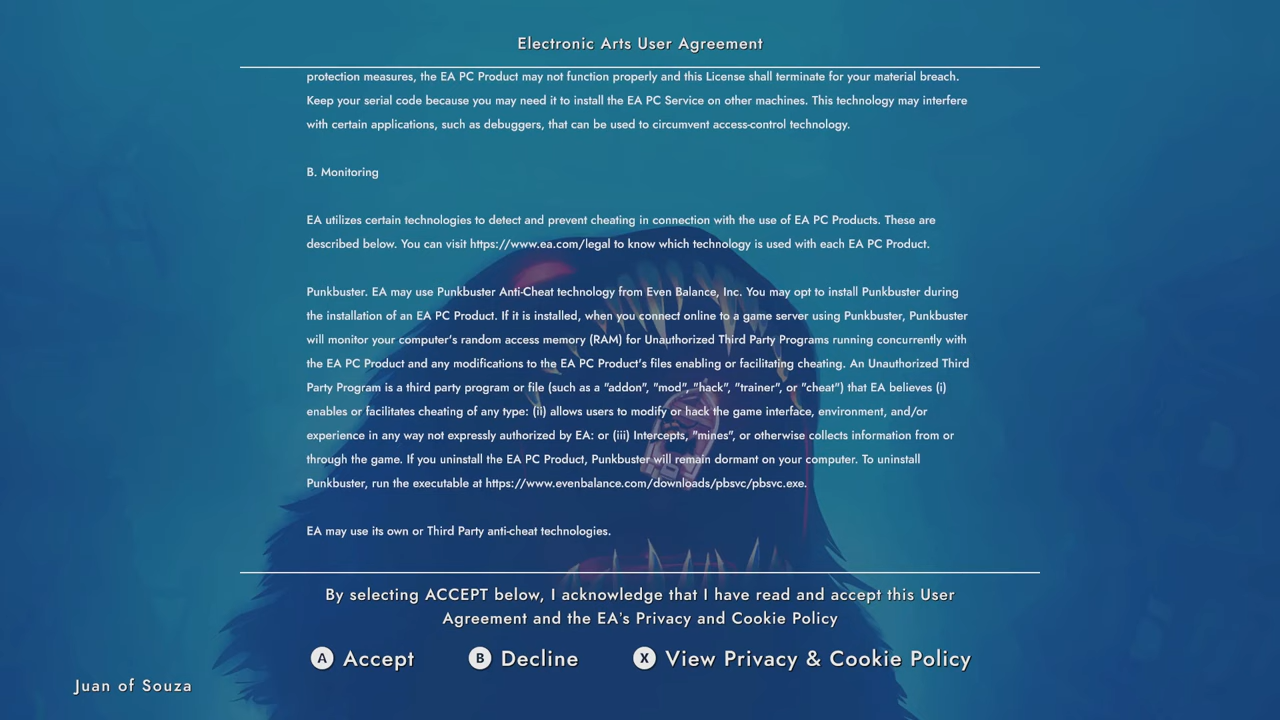 Electronic Arts User Agreement
protection measures, the EA PC Product may not function properly and this License shall terminate for your material breach.
Keep your serial code because you may need it to install the EA PC Service on other machines. This technology may interfere
with certain applications, such as debuggers, that can be used to circumvent access-control technology.
B. Monitoring
EA utilizes certain technologies to detect and prevent cheating in connection with the use of EA PC Products. These are
described below. You can visit https://www.ea.com/legal to know which technology is used with each EA PC Product.
Punkbuster. EA may use Punkbuster Anti-Cheat technology from Even Balance, Inc. You may opt to install Punkbuster during
the installation of an EA PC Product. If it is installed, when you connect online to a game server using Punkbuster, Punkbuster
will monitor your computer's random access memory (RAM) for Unauthorized Third Party Programs running concurrently with
the EA PC Product and any modifications to the EA PC Product's files enabling or facilitating cheating. An Unauthorized Third
Party Program is a third party program or file (such as a "addon", "mod", "hack", "trainer", or "cheat") that EA believes (i)
enables or facilitates cheating of any type: (ii) allows users to modify or hack the game interface, environment, and/or
experience in any way not expressly authorized by EA: or (iii) Intercepts, "mines", or otherwise collects information from or
through the game. If you uninstall the EA PC Product, Punkbuster will remain dormant on your computer. To uninstall
Punkbuster, run the executable at https://www.evenbalance.com/downloads/pbsvc/pbsvc.exe.
EA may use its own or Third Party anti-cheat technologies.
By selecting ACCEPT below, I acknowledge that I have read and accept this User
Agreement and the EA's Privacy and Cookie Policy
A Accept B Decline X View Privacy & Cookie Policy
Juan of Souza